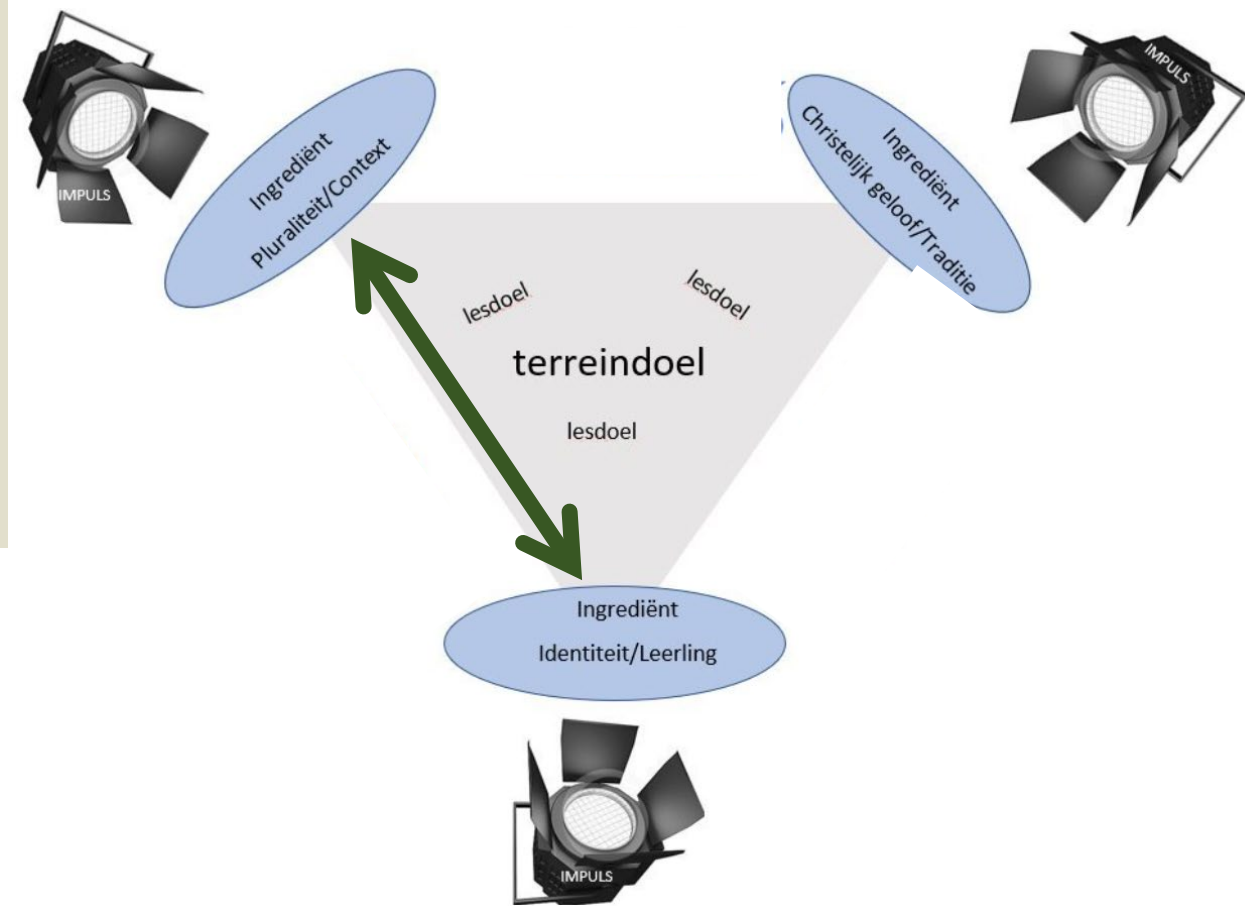 IMPULS
Ingrediënt
Pluraliteit/Context
IMPULS
Ingrediënt
Christelijk geloof/Traditie
lesdoel
lesdoel
terreindoel
lesdoel
Ingrediënt
Identiteit/Leerling
IMPULS